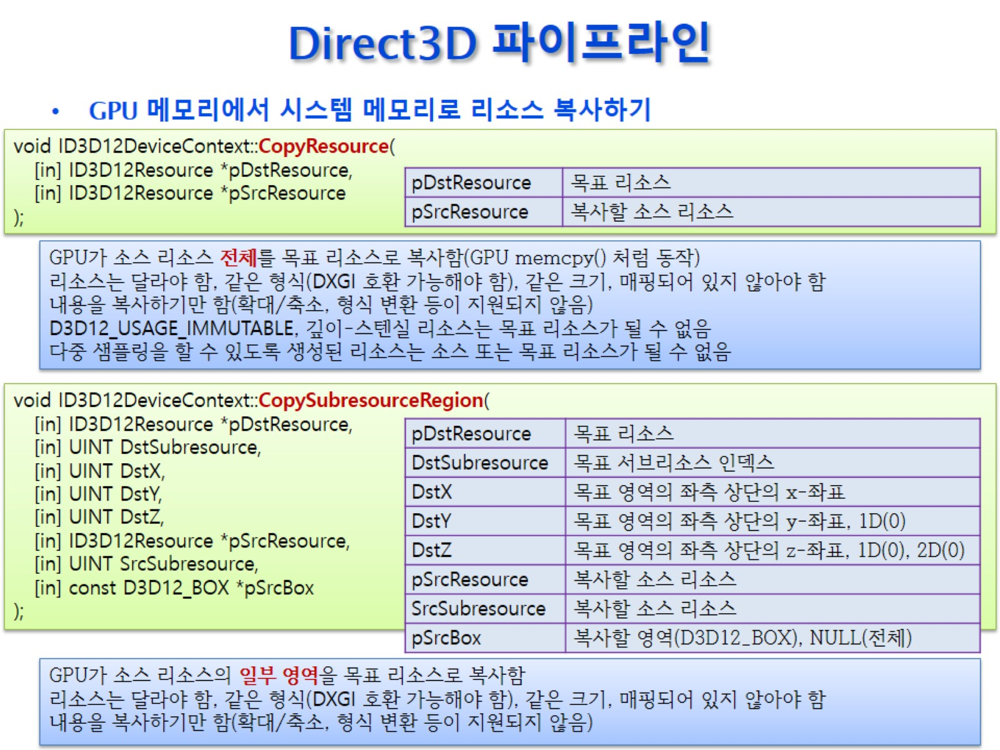 Direct3D 파이프라인
• GPU 메모리에서 시스템 메모리로 리소스 복사하기
void ID3D12DeviceContext::CopyResource(
[in] ID3D12Resource *pDstResource,
[in] ID3D12Resource *pSrcResource
);
pDstResource 목표 리소스
pSrcResource 복사할 소스 리소스
GPU가 소스 리소스 전체를 목표 리소스로 복사함(GPU memcpy() 처럼 동작)
리소스는 달라야 함, 같은 형식(DXGI 호환 가능해야 함), 같은 크기, 매핑되어 있지 않아야 함
내용을 복사하기만 함(확대/축소, 형식 변환 등이 지원되지 않음)
D3D12_USAGE_IMMUTABLE, 깊이-스텐실 리소스는 목표 리소스가 될 수 없음
다중 샘플링을 할 수 있도록 생성된 리소스는 소스 또는 목표 리소스가 될 수 없음
void ID3D12DeviceContext::CopySubresourceRegion(
[in] ID3D12Resource *pDstResource,
[in] UINT DstSubresource,
[in] UINT DstX,
[in] UINT DstY,
[in] UINT DstZ,
[in] ID3D12Resource *pSrcResource,
[in] UINT SrcSubresource,
[in] const D3D12_BOX *pSrcBox
);
pDstResource 목표 리소스
DstSubresource 목표 서브리소스 인덱스
DstX 목표 영역의 좌측 상단의 x-좌표
DstY 목표 영역의 좌측 상단의 y-좌표, 1D(0)
DstZ 목표 영역의 좌측 상단의 z-좌표, 1D(0), 2D(0)
pSrcResource 복사할 소스 리소스
SrcSubresource 복사할 소스 리소스
pSrcBox 복사할 영역(D3D12_BOX), NULL(전체)
GPU가 소스 리소스의 일부 영역을 목표 리소스로 복사함
리소스는 달라야 함, 같은 형식(DXGI 호환 가능해야 함), 같은 크기, 매핑되어 있지 않아야 함
내용을 복사하기만 함(확대/축소, 형식 변환 등이 지원되지 않음)